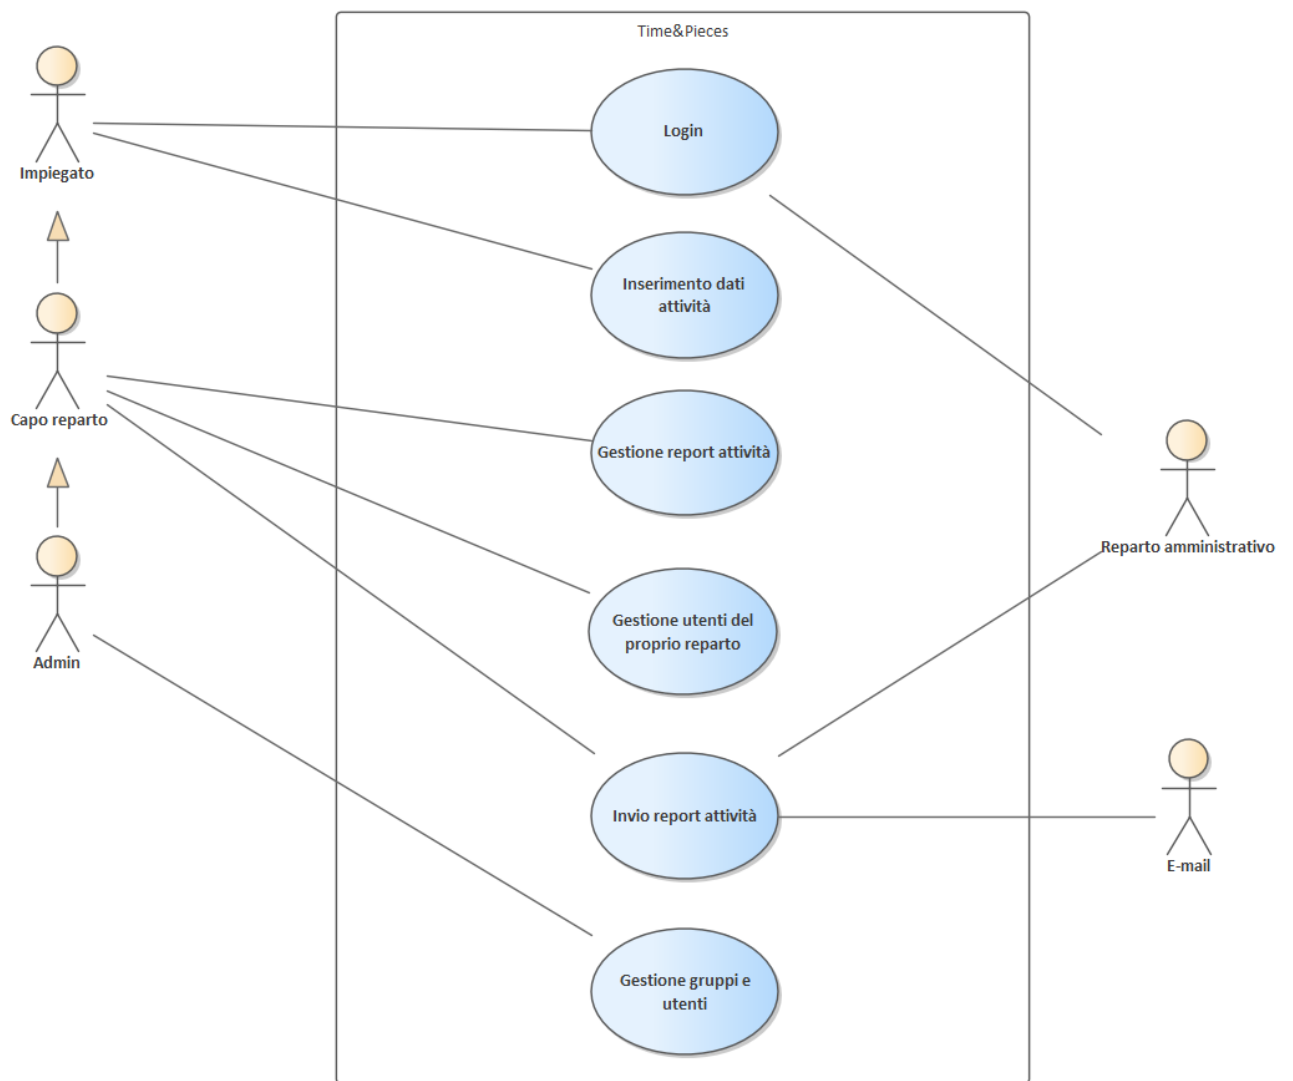 Time&Pieces
Login
Impiegato
Inserimento dati
attività
Capo reparto
Gestione report attività
Reparto amministrativo
Gestione utenti del
proprio reparto
Admin
Invio report attività
E-mail
Gestione gruppi e
utenti